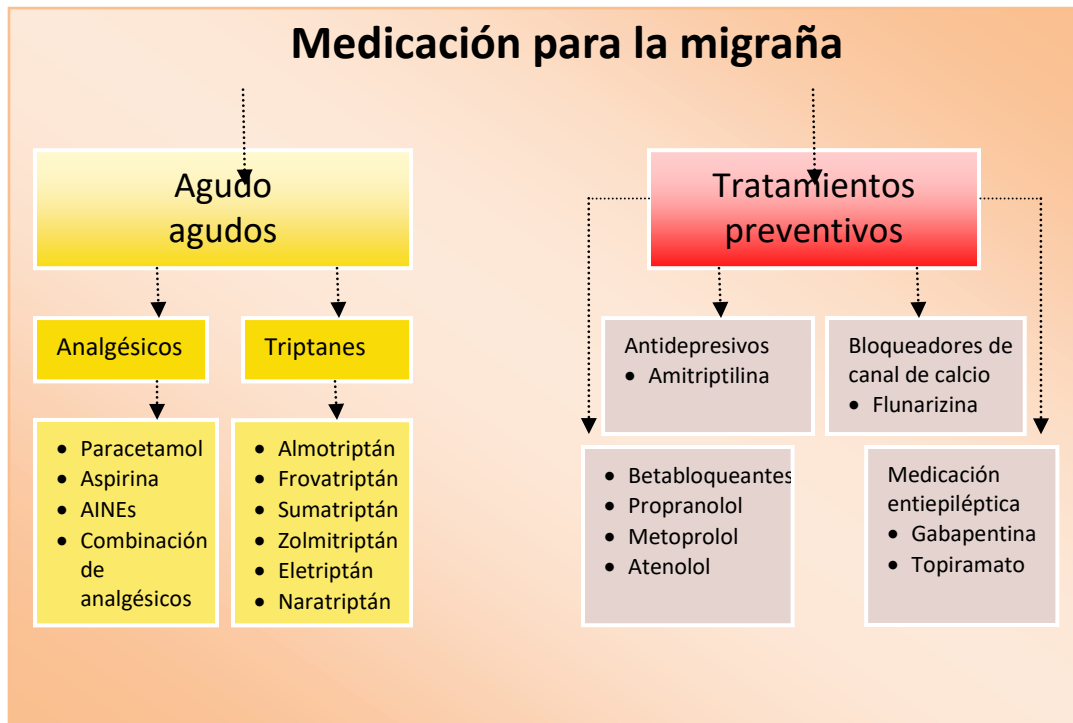 Medicación para la migraña
Agudo
agudos
Tratamientos
preventivos
Analgésicos
Triptanes
Antidepresivos
• Amitriptilina
Bloqueadores de
canal de calcio
• Flunarizina
• Paracetamol
• Aspirina
• AINEs
• Combinación
de
analgésicos
• Almotriptán
• Frovatriptán
• Sumatriptán
• Zolmitriptán
• Eletriptán
• Naratriptán
• Betabloqueantes
• Propranolol
• Metoprolol
• Atenolol
Medicación
entiepiléptica
• Gabapentina
• Topiramato